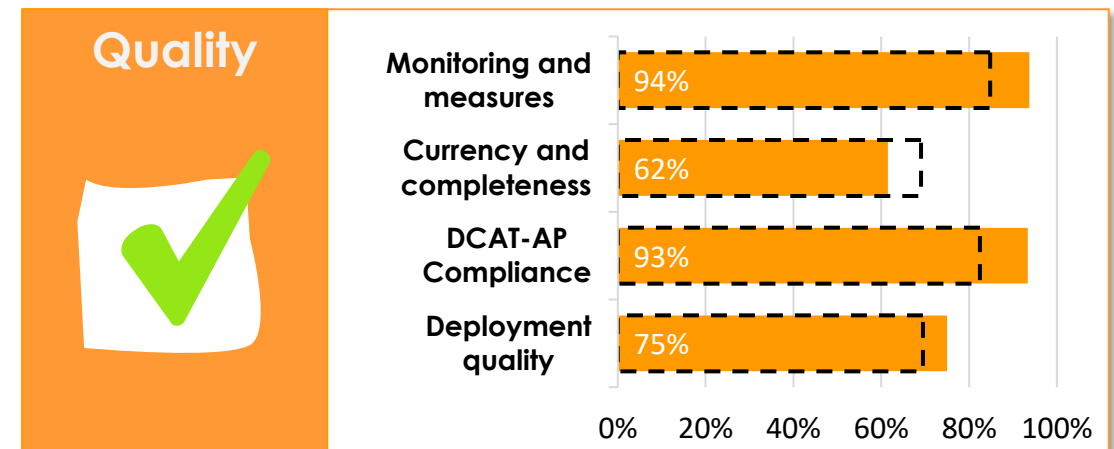 Quality
Monitoring and
measures
94%
Currency and
completeness
62%
DCAT-AP
Compliance
93%
Deployment
quality
75%
0% 20% 40% 60% 80% 100%